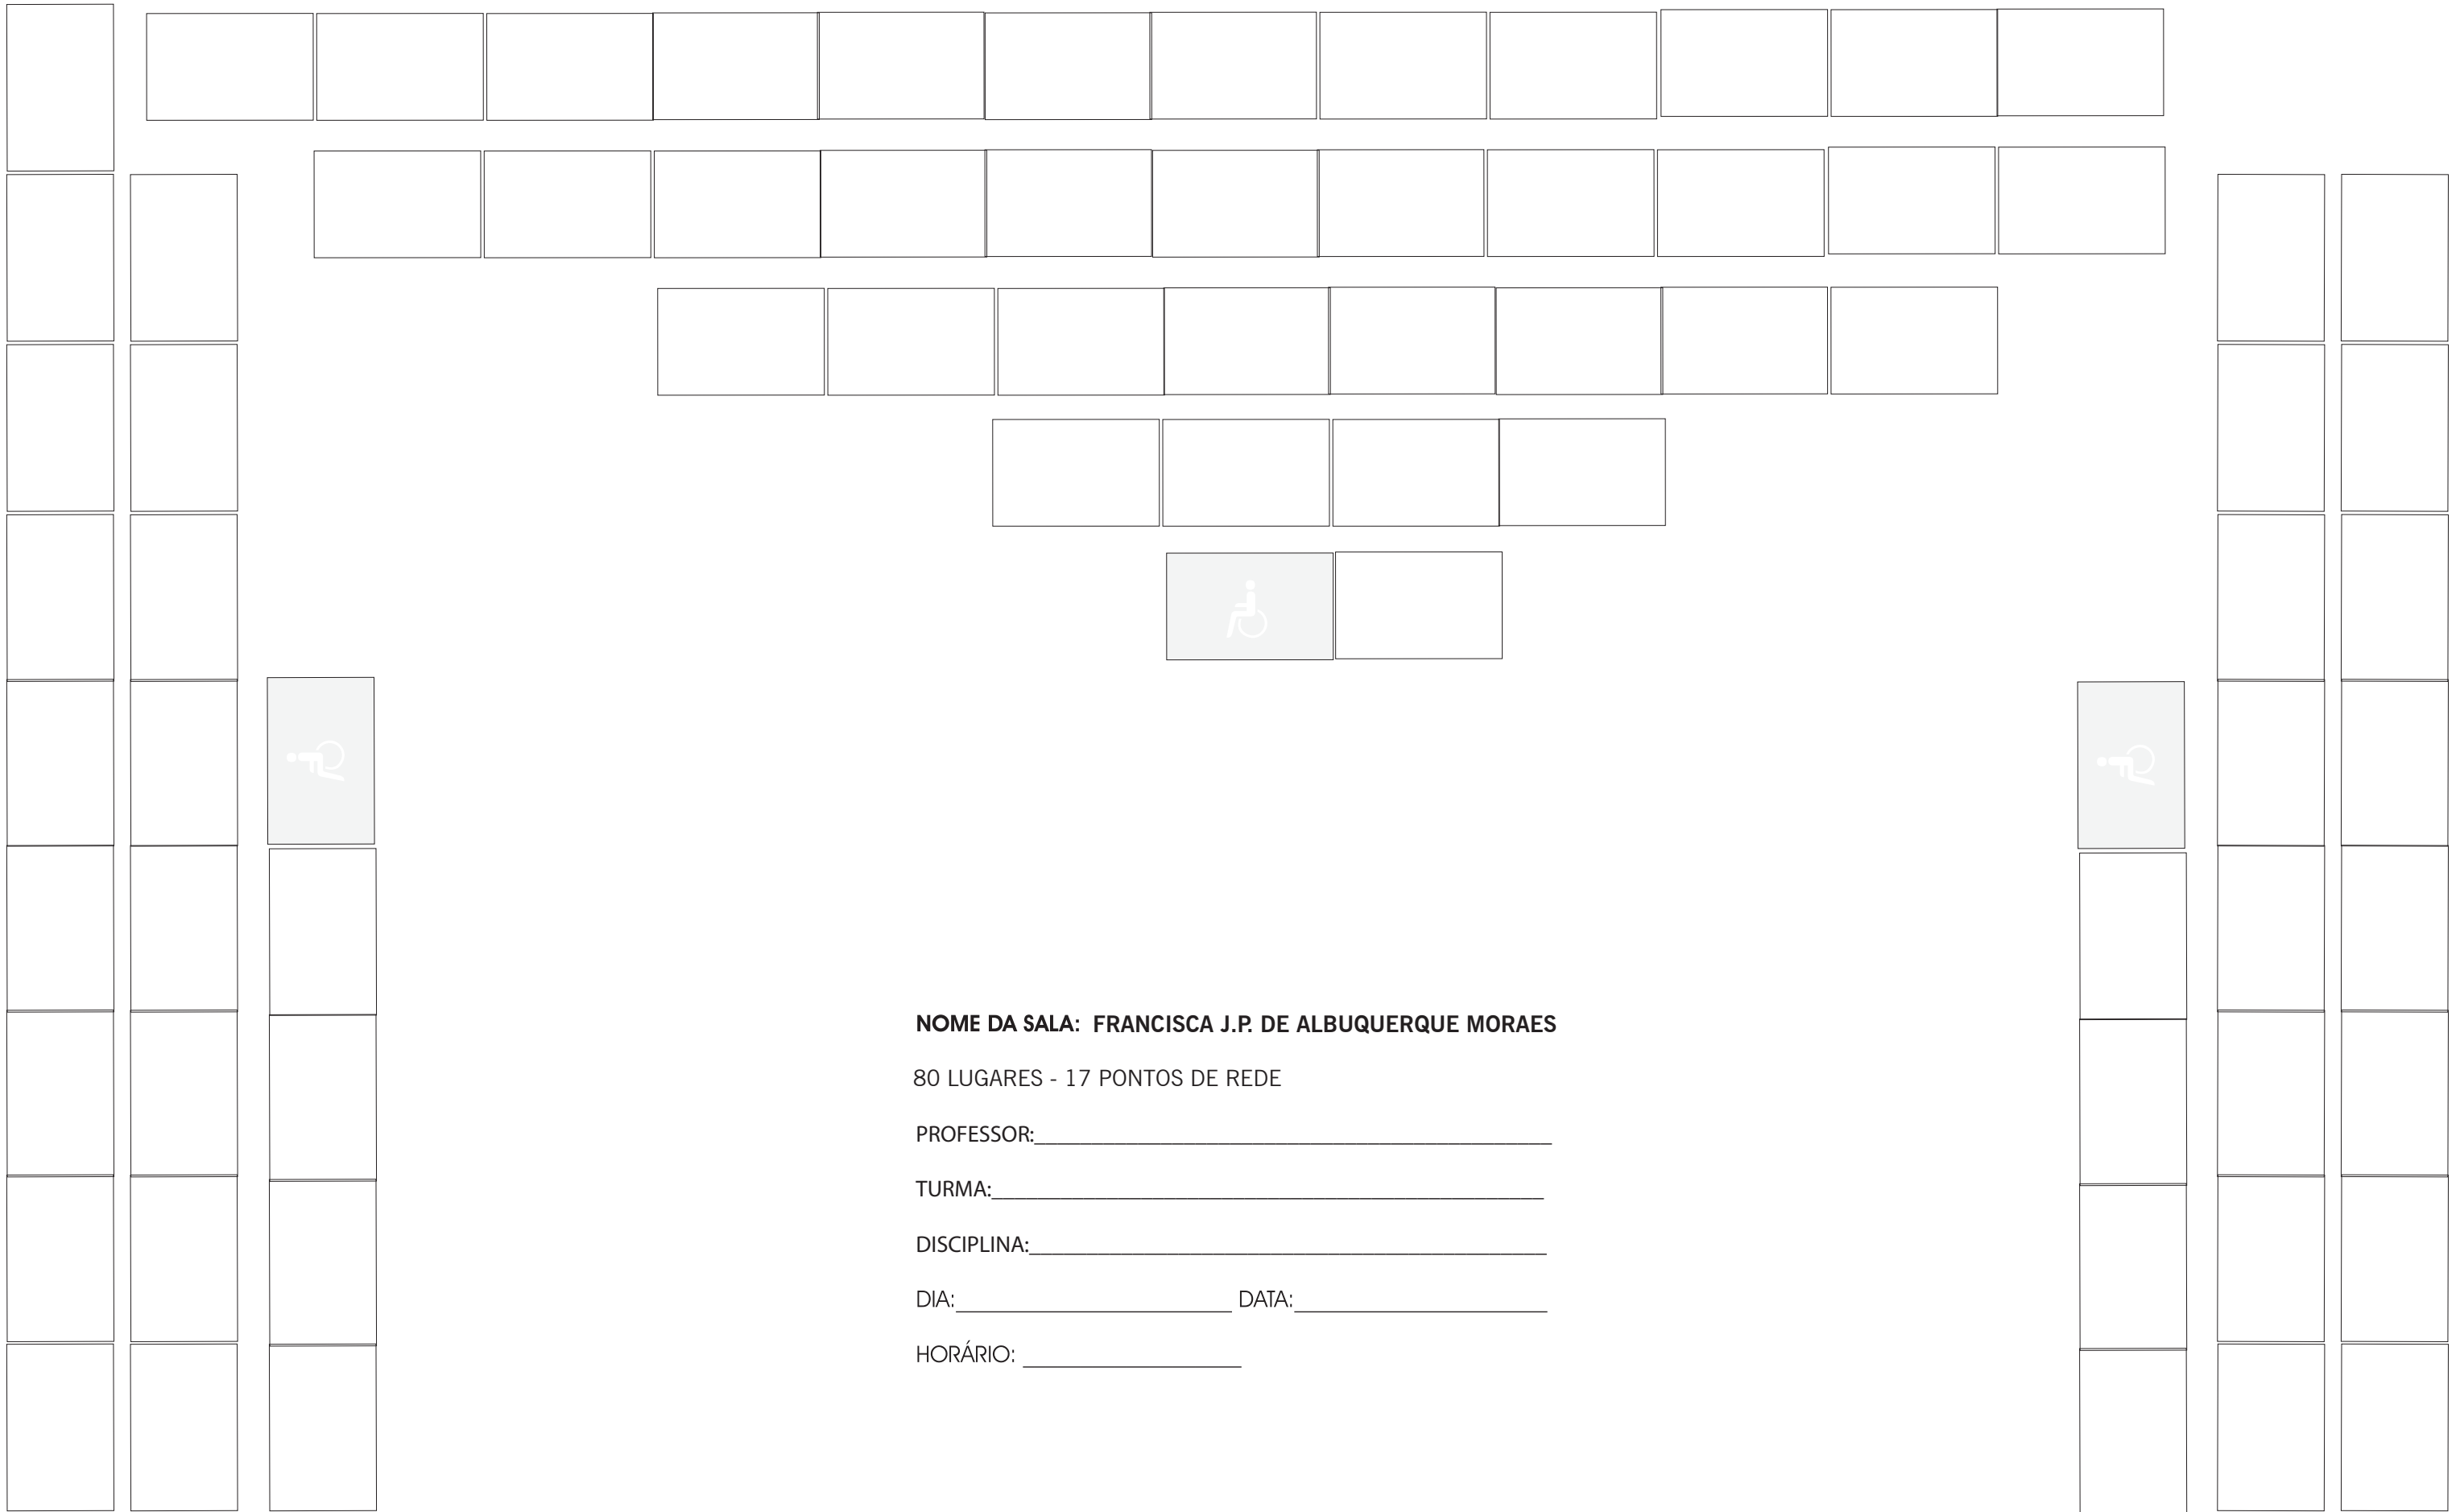 NOME DA SALA: FRANCISCA J.P. DE ALBUQUERQUE MORAES
80 LUGARES - 17 PONTOS DE REDE
PROFESSOR:
TURMA:
DISCIPLINA:
DIA: DATA:
HORÁRIO: